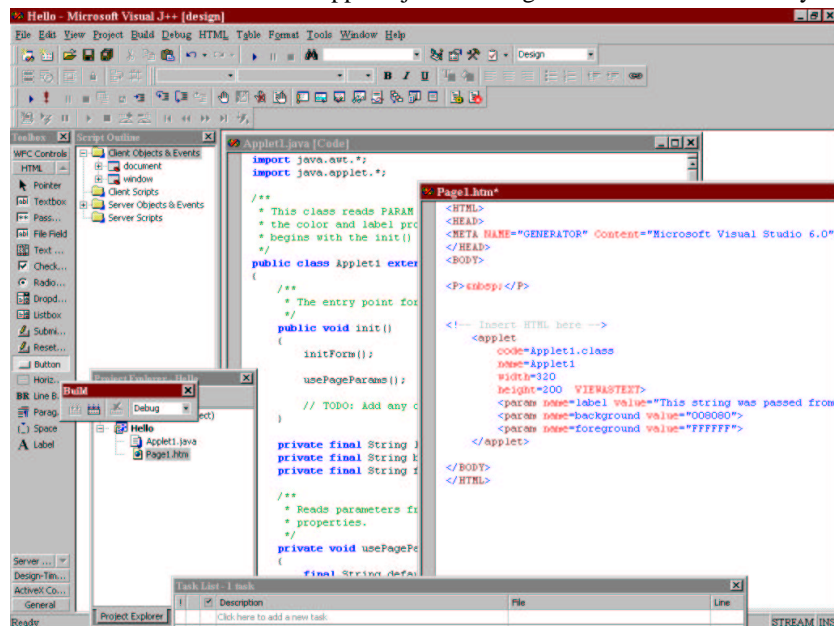 Hello - Microsoft Visual J++ [design]
File Edit View Project Build Debug HTML Table Format Tools Window Help
Design
B I U
Toolbox
WFC Controls
HTML
Pointer
Textbox
Pass...
File Field
Text ...
Check...
Radio...
Dropd...
Listbox
Submi...
Reset...
Button
Horiz...
BR Line B...
Parag...
Space
A Label
Server ...
Design-Tim...
ActiveX Co...
General
Ready
Script Outline
Client Objects & Events
document
window
Client Scripts
Server Objects & Events
Server Scripts
Project Explorer - Hello
Build
Debug
ect)
Hello
Applet1.java
Page1.htm
Project Explorer
Applet1.java [Code]
import java.awt.*;
import java.applet.*;
/**
* This class reads PARAM
* the color and label pro
* begins with the init()
*/
public class Applet1 exter
{
/**
* The entry point for
*/
public void init()
{
initForm();
usePageParams();
// TODO: Add any c
}
private final String
private final String
private final String
/**
* Reads parameters fr
* properties.
*/
private void usePagePa
{
final String defau
Page1.htm*
<HTML>
<HEAD>
<META NAME="GENERATOR" Content="Microsoft Visual Studio 6.0"
</HEAD>
<BODY>
<P>&nbsp;</P>
<!-- Insert HTML here -->
<applet
code=Applet1.class
name=Applet1
width=320
height=200 VIEWASTEXT>
<param name=label value="This string was passed from
<param name=background value="008080">
<param name=foreground value="FFFFFF">
</applet>
</BODY>
</HTML>
Task List - 1 task
! Description File Line
Click here to add a new task
STREAM INS